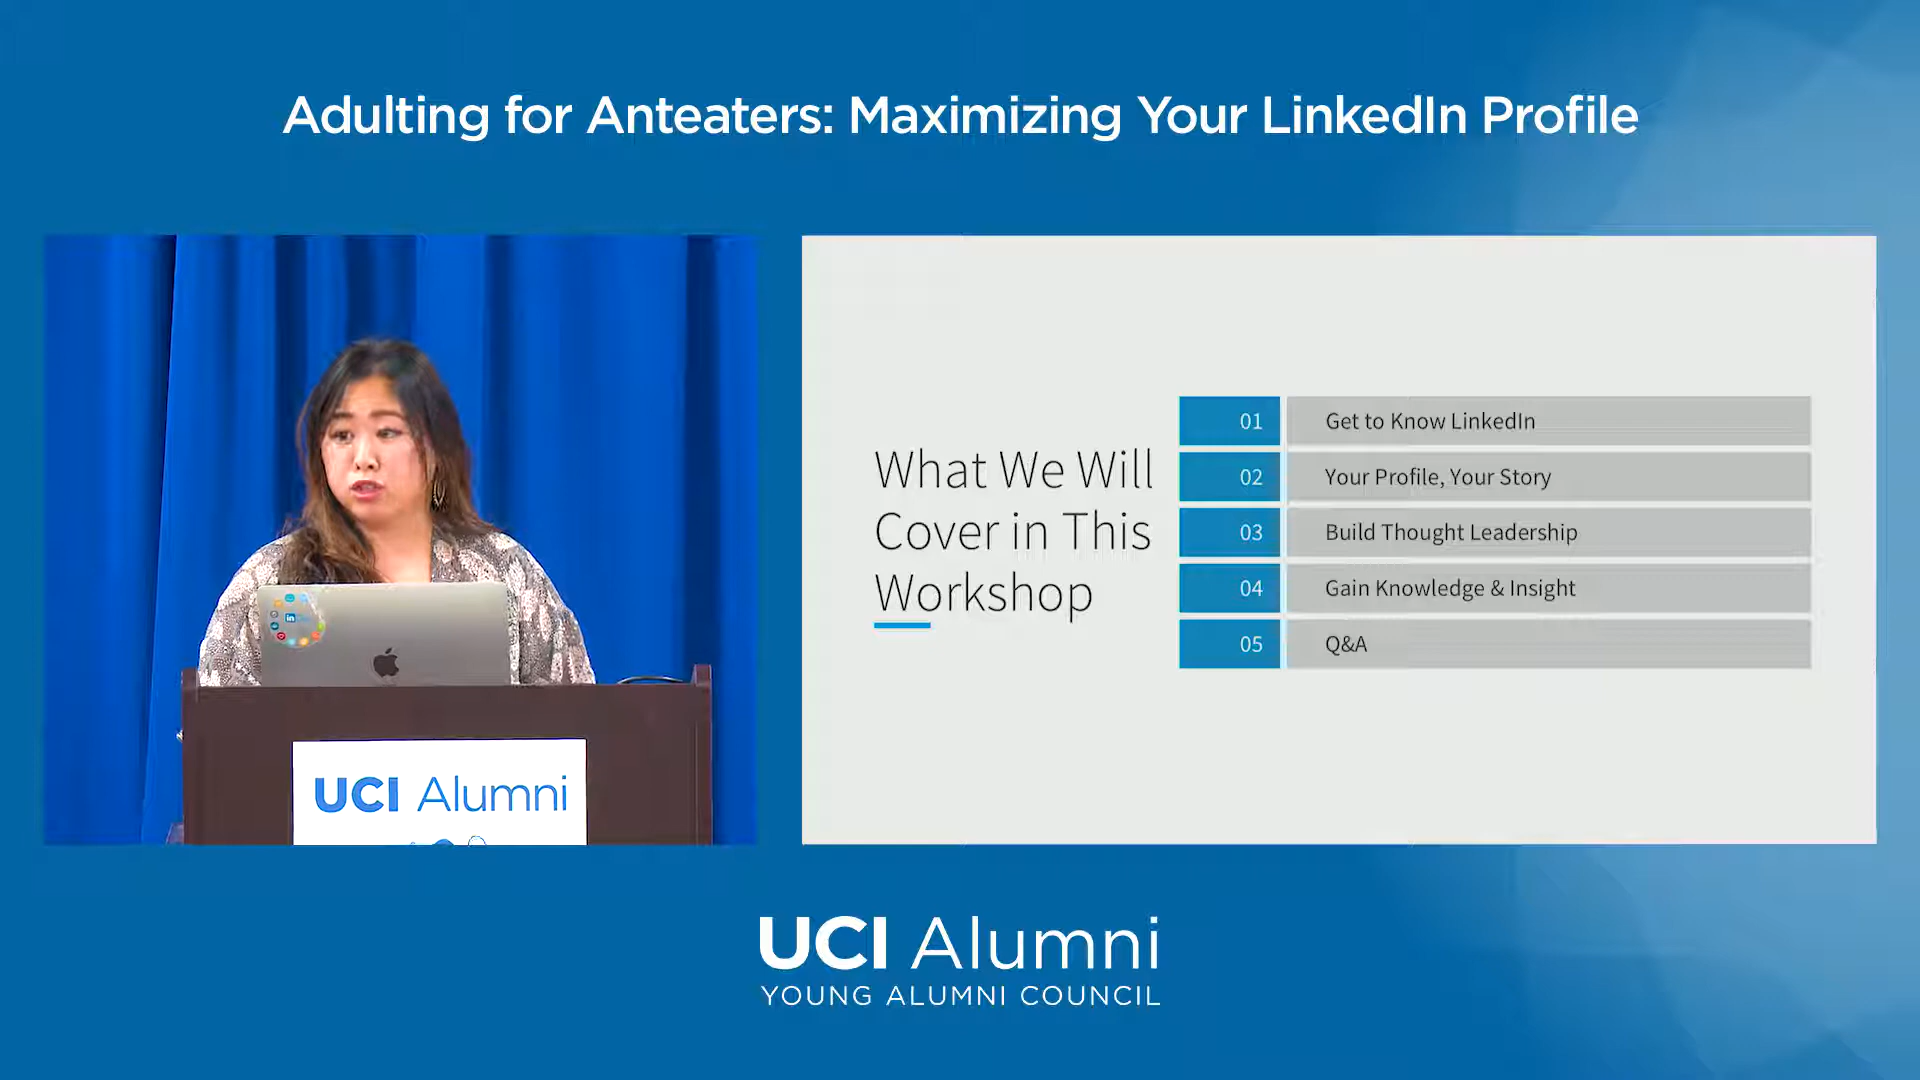 Adulting for Anteaters: Maximizing Your LinkedIn Profile
in
UCI Alumni
What We Will
Cover in This
Workshop
01 Get to Know LinkedIn
02 Your Profile, Your Story
03 Build Thought Leadership
04 Gain Knowledge & Insight
05 Q&A
UCI Alumni
YOUNG ALUMNI COUNCIL